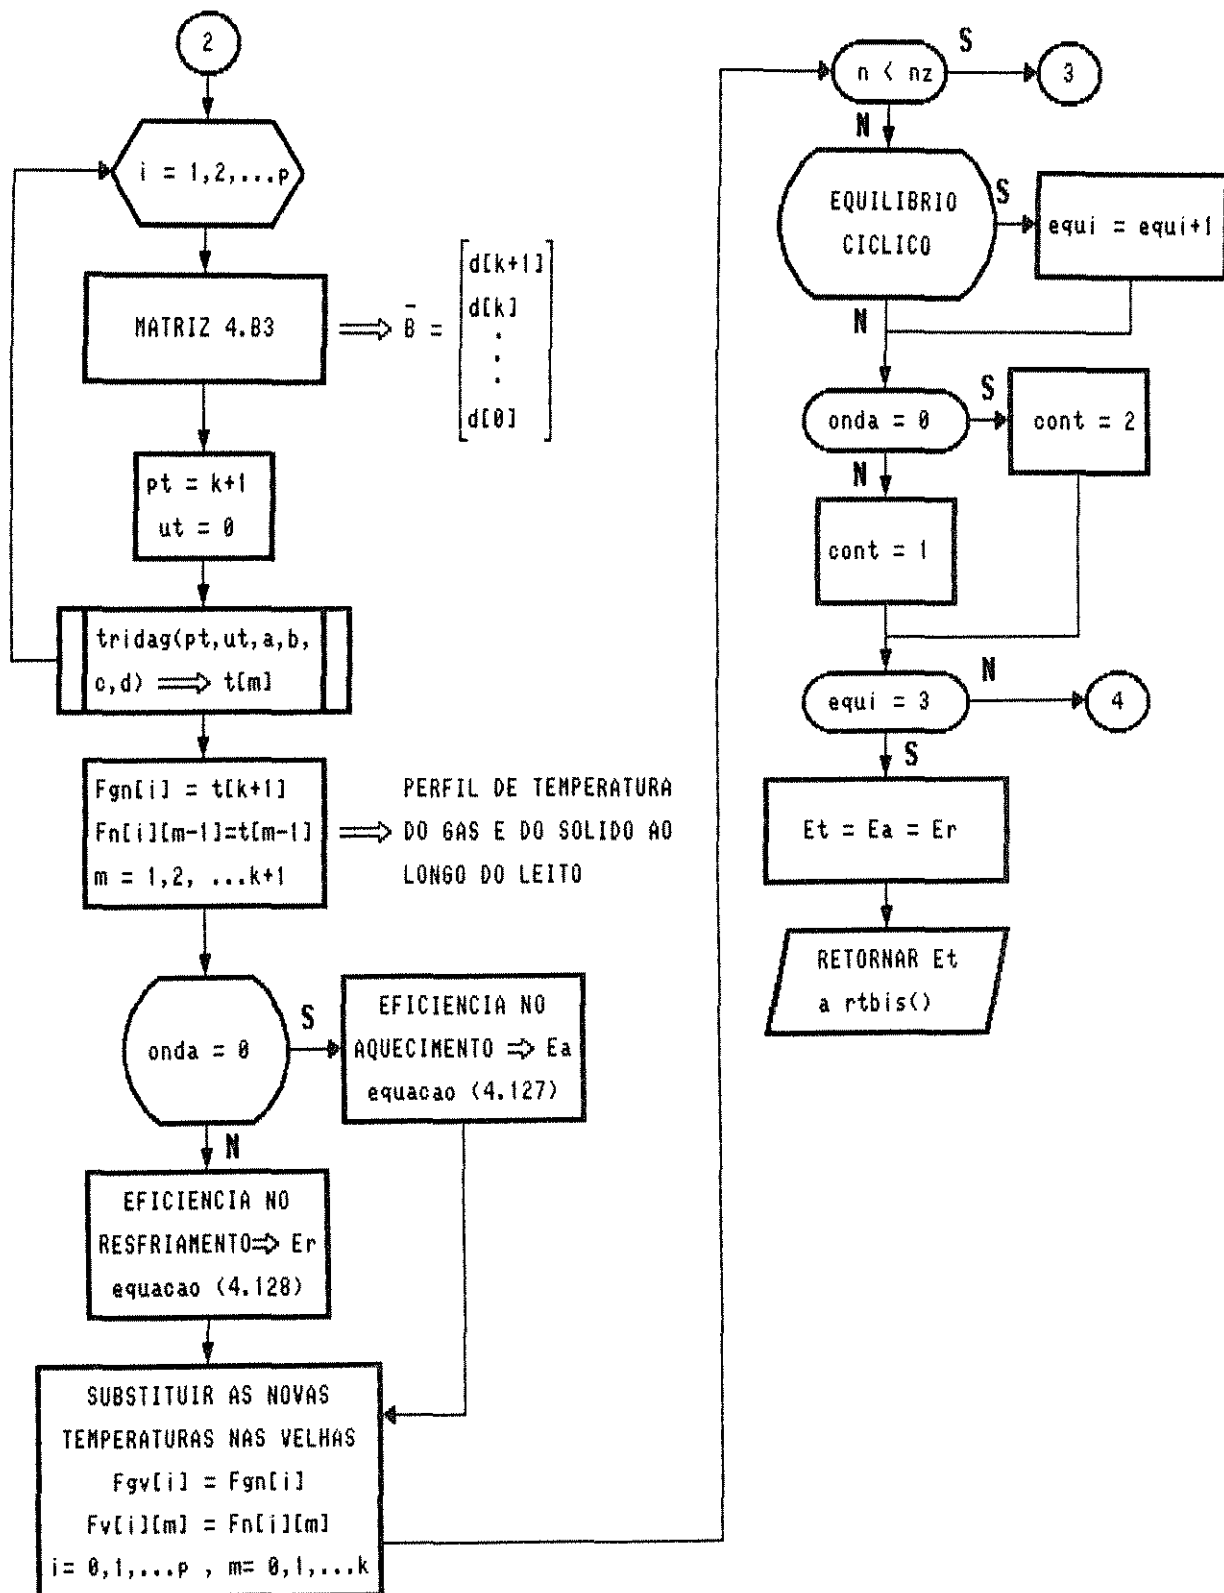 2
i = 1,2,...p
MATRIZ 4.B3
B = 
d[k+1]
d[k]
.
.
.
d[0]
pt = k+1
ut = 0
tridag(pt,ut,a,b,
c,d) ⟹ t[m]
Fgn[i] = t[k+1]
Fn[i][m-1]=t[m-1]
m = 1,2, ...k+1
PERFIL DE TEMPERATURA
DO GAS E DO SOLIDO AO
LONGO DO LEITO
onda = 0
S
N
EFICIENCIA NO
AQUECIMENTO ⟹ Ea
equacao (4.127)
EFICIENCIA NO
RESFRIAMENTO⟹ Er
equacao (4.128)
SUBSTITUIR AS NOVAS
TEMPERATURAS NAS VELHAS
Fgv[i] = Fgn[i]
Fv[i][m] = Fn[i][m]
i= 0,1,...p , m= 0,1,...k
n < nz
S
3
N
EQUILIBRIO
CICLICO
S
equi = equi+1
N
onda = 0
S
cont = 2
N
cont = 1
equi = 3
N
4
S
Et = Ea = Er
RETORNAR Et
a rtbis()